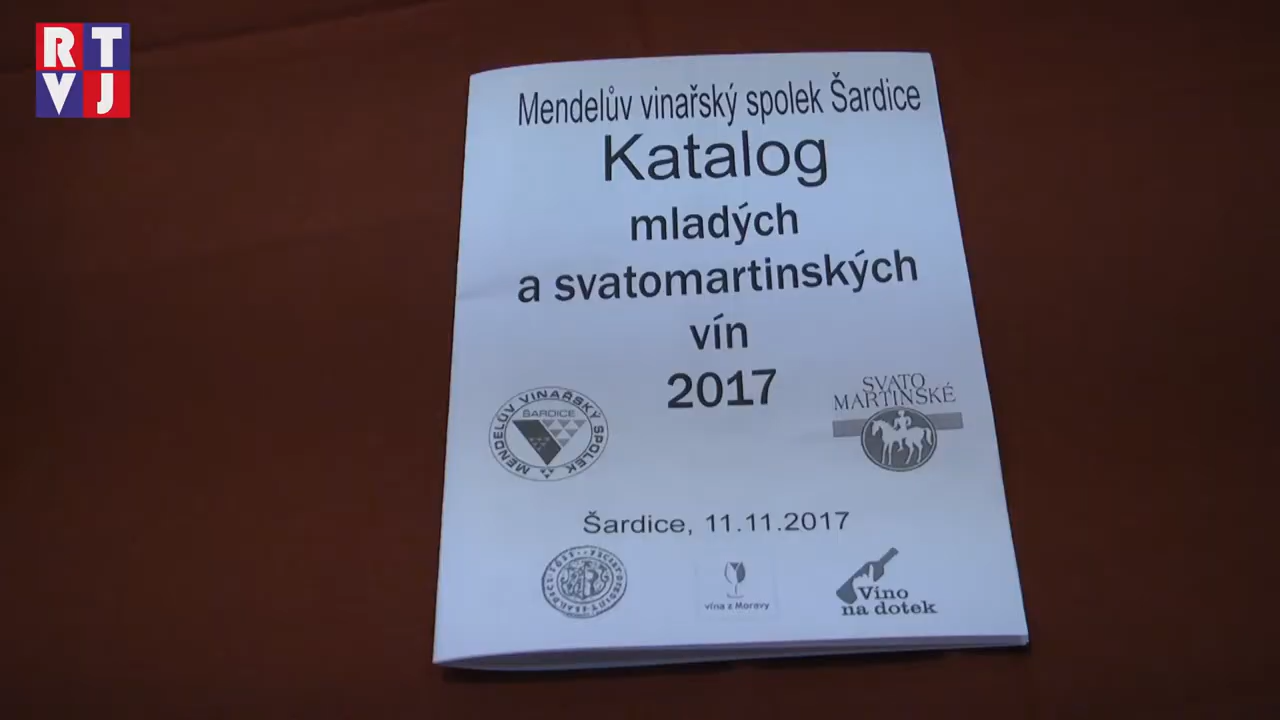 RT
VJ
Mendelův vinařský spolek Šardice
Katalog
mladých
a svatomartinských
vín
2017
MENDELŮV VINAŘSKÝ SPOLEK
ŠARDICE
SVATO
MARTINSKÉ
Šardice, 11.11.2017
vína z Moravy
Víno
na dotek